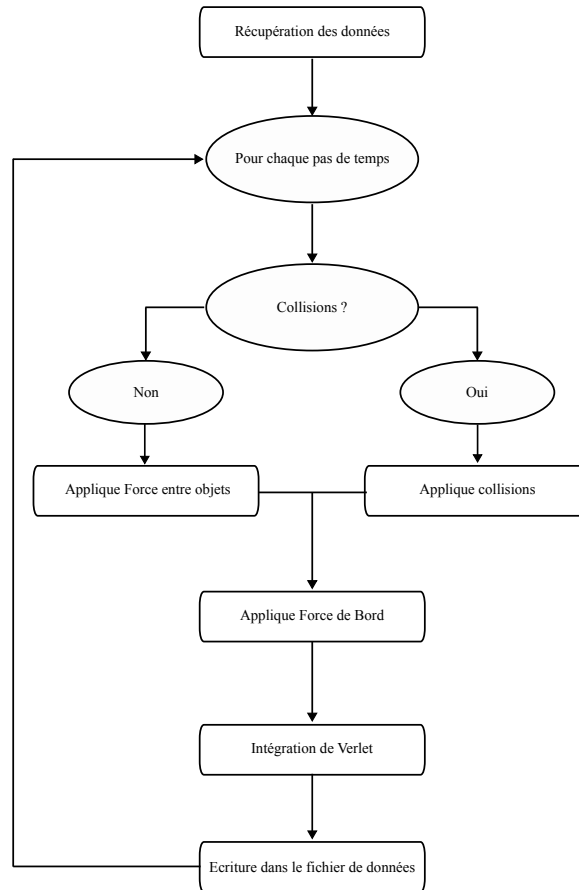 Récupération des données
Pour chaque pas de temps
Collisions ?
Non
Oui
Applique Force entre objets
Applique collisions
Applique Force de Bord
Intégration de Verlet
Ecriture dans le fichier de données